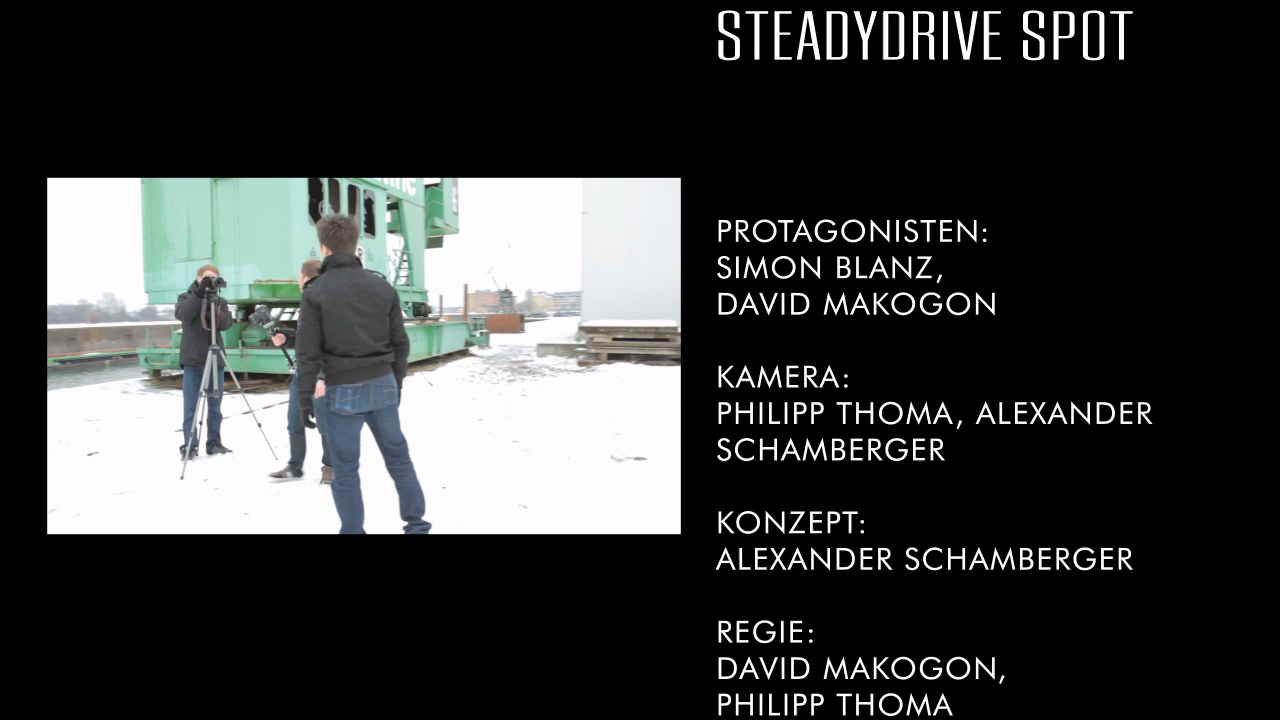 STEADYDRIVE SPOT
PROTAGONISTEN:
SIMON BLANZ,
DAVID MAKOGON
KAMERA:
PHILIPP THOMA, ALEXANDER
SCHAMBERGER
KONZEPT:
ALEXANDER SCHAMBERGER
REGIE:
DAVID MAKOGON,
PHILIPP THOMA